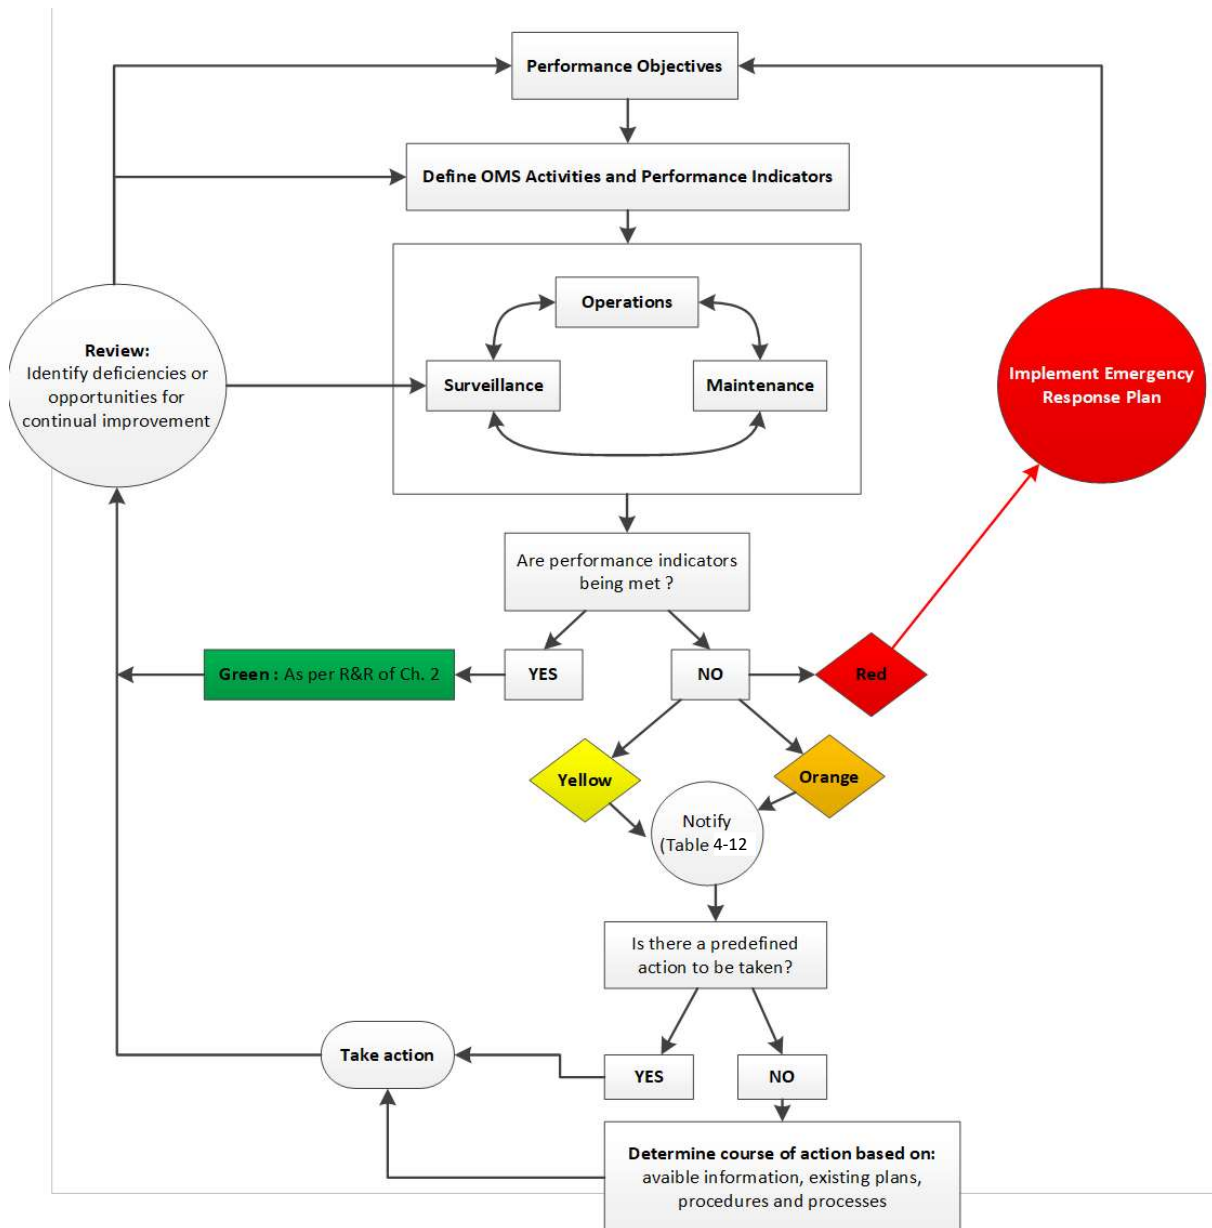 Performance Objectives
Define OMS Activities and Performance Indicators
Operations
Surveillance
Maintenance
Review:
Identify deficiencies or
opportunities for
continual improvement
Implement Emergency
Response Plan
Are performance indicators
being met ?
Green : As per R&R of Ch. 2
YES
NO
Red
Yellow
Orange
Notify
(Table 4-12
Is there a predefined
action to be taken?
Take action
YES
NO
Determine course of action based on:
avaible information, existing plans,
procedures and processes